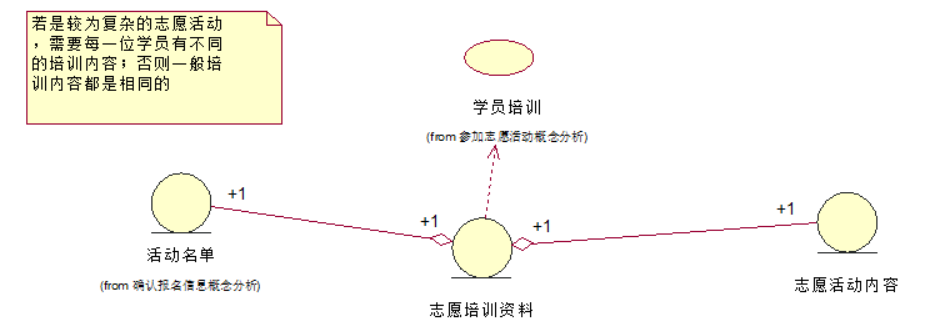 若是较为复杂的志愿活动
，需要每一位学员有不同
的培训内容；否则一般培
训内容都是相同的
学员培训
(from 参加志愿活动概念分析)
+1
+1
+1
+1
活动名单
(from 确认报名信息概念分析)
志愿培训资料
志愿活动内容